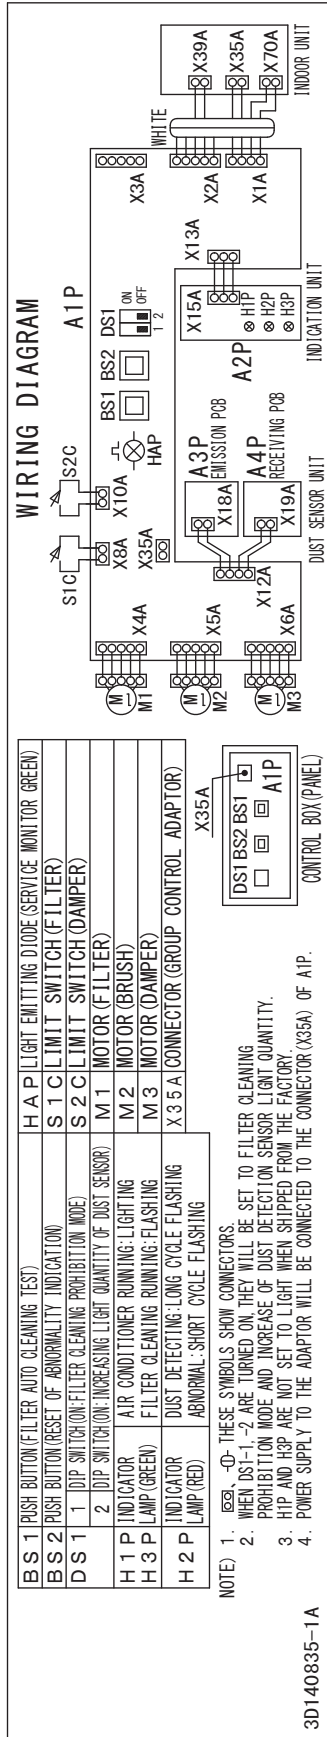 BS1 PUSH BUTTON(FILTER AUTO CLEANING TEST)
BS2 PUSH BUTTON(RESET OF ABNORMALITY INDICATION)
DS1 1 DIP SWITCH(ON:FILTER CLEANING PROHIBITION MODE)
2 DIP SWITCH(ON:INCREASING LIGHT QUANTITY OF DUST SENSOR)
H1P INDICATOR AIR CONDITIONER RUNNING:LIGHTING
H3P LAMP(GREEN) FILTER CLEANING RUNNING:FLASHING
H2P INDICATOR DUST DETECTING:LONG CYCLE FLASHING
LAMP(RED) ABNORMAL:SHORT CYCLE FLASHING
HAP LIGHT EMITTING DIODE(SERVICE MONITOR GREEN)
S1C LIMIT SWITCH(FILTER)
S2C LIMIT SWITCH(DAMPER)
M1 MOTOR(FILTER)
M2 MOTOR(BRUSH)
M3 MOTOR(DAMPER)
X35A CONNECTOR(GROUP CONTROL ADAPTOR)
NOTE) 1. THESE SYMBOLS SHOW CONNECTORS.
2. WHEN DS1-1,-2 ARE TURNED ON,THEY WILL BE SET TO FILTER CLEANING
PROHIBITION MODE AND INCREASE OF DUST DETECTION SENSOR LIGHT QUANTITY.
3. H1P AND H3P ARE NOT SET TO LIGHT WHEN SHIPPED FROM THE FACTORY.
4. POWER SUPPLY TO THE ADAPTOR WILL BE CONNECTED TO THE CONNECTOR(X35A) OF A1P.
3D140835-1A
X35A
DS1 BS2 BS1
A1P
CONTROL BOX(PANEL)
WIRING DIAGRAM
S1C
S2C
X8A
X10A
X35A
HAP
BS1
BS2
DS1
ON
OFF
1 2
A1P
X3A
M
1~
M1
X4A
M
1~
M2
X5A
M
1~
M3
X6A
X12A
A3P
EMISSION PCB
X18A
A4P
RECEIVING PCB
X19A
DUST SENSOR UNIT
X13A
X15A
A2P
H1P
H2P
H3P
INDICATION UNIT
X2A
X1A
WHITE
X39A
X35A
X70A
INDOOR UNIT